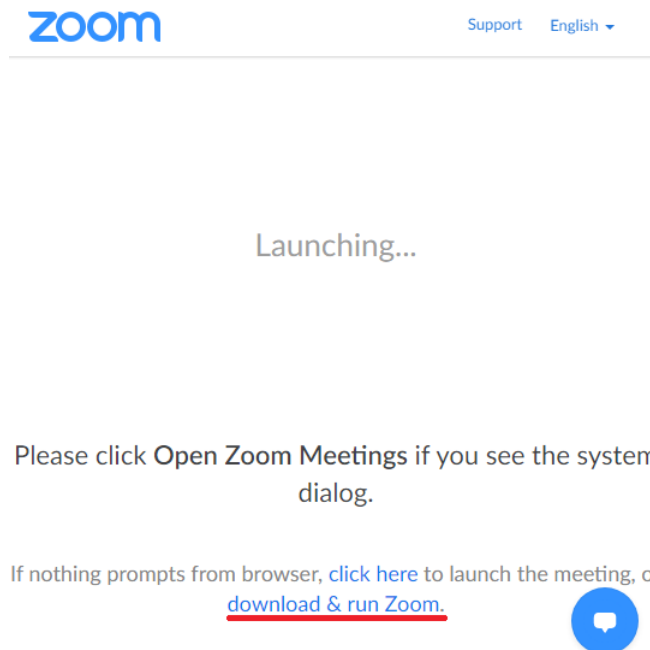 zoom
Support English
Launching...
Please click Open Zoom Meetings if you see the system
dialog.
If nothing prompts from browser, click here to launch the meeting,
download & run Zoom.